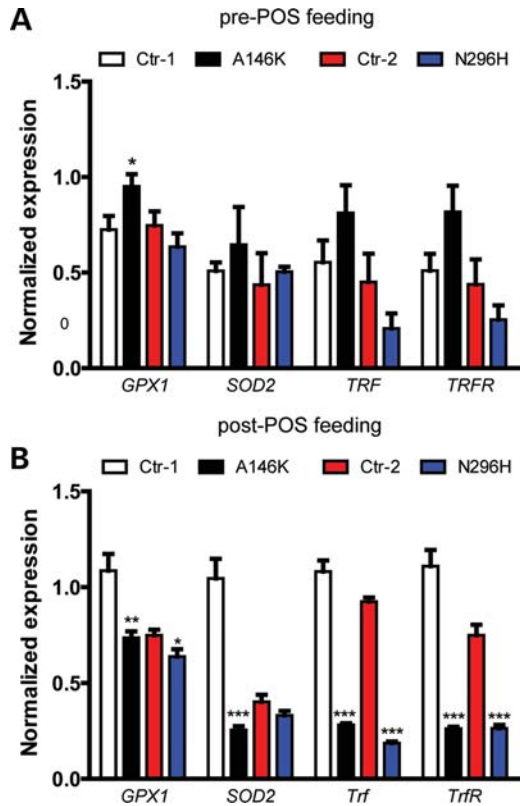 A
pre-POS feeding
Ctr-1 A146K Ctr-2 N296H
Normalized expression
1.5
*
1.0
0.5
0
0.0
GPX1 SOD2 TRF TRFR
post-POS feeding
B
Ctr-1 A146K Ctr-2 N296H
Normalized expression
1.5
1.0
** *
0.5
*** *** *** *** ***
0.0
GPX1 SOD2 Trf TrfR